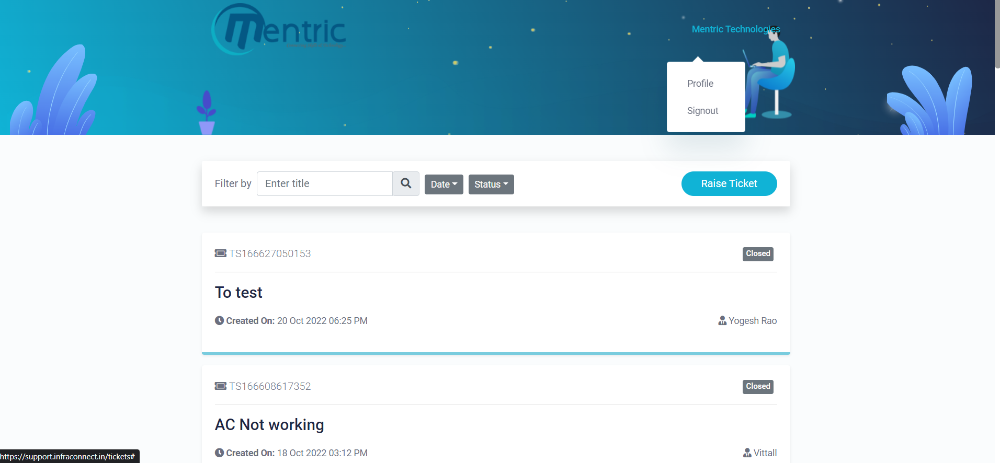 Mentric
Mentric Technologies
Profile
Signout
Filter by Enter title Date Status Raise Ticket
TS166627050153 Closed
To test
Created On: 20 Oct 2022 06:25 PM Yogesh Rao
TS166608617352 Closed
AC Not working
Created On: 18 Oct 2022 03:12 PM Vittall
https://support.infraconnect.in/tickets#